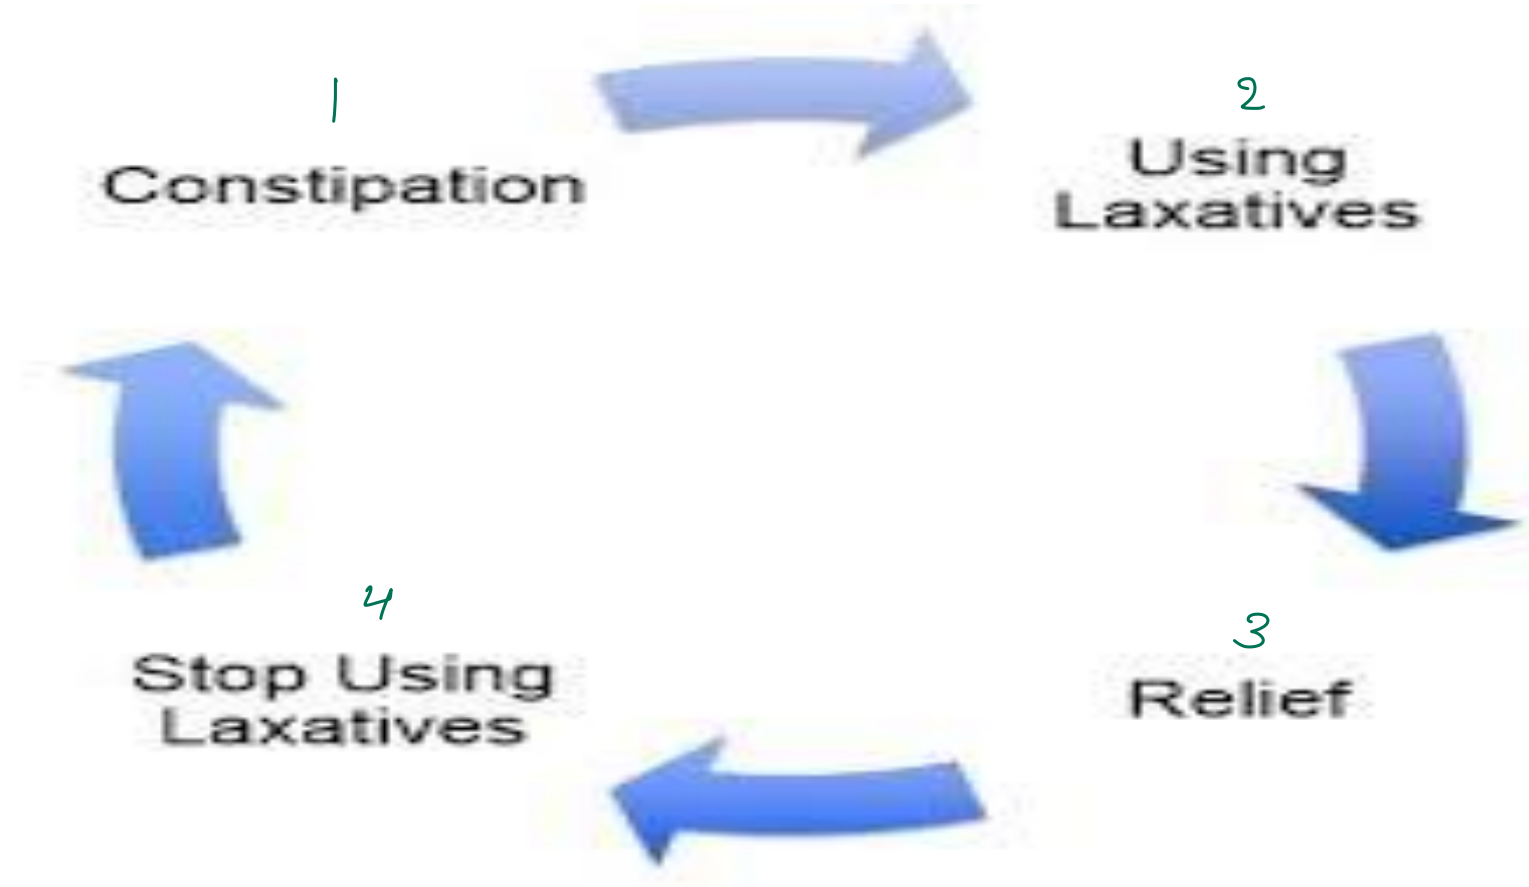 1
Constipation
2
Using
Laxatives
3
Relief
4
Stop Using
Laxatives